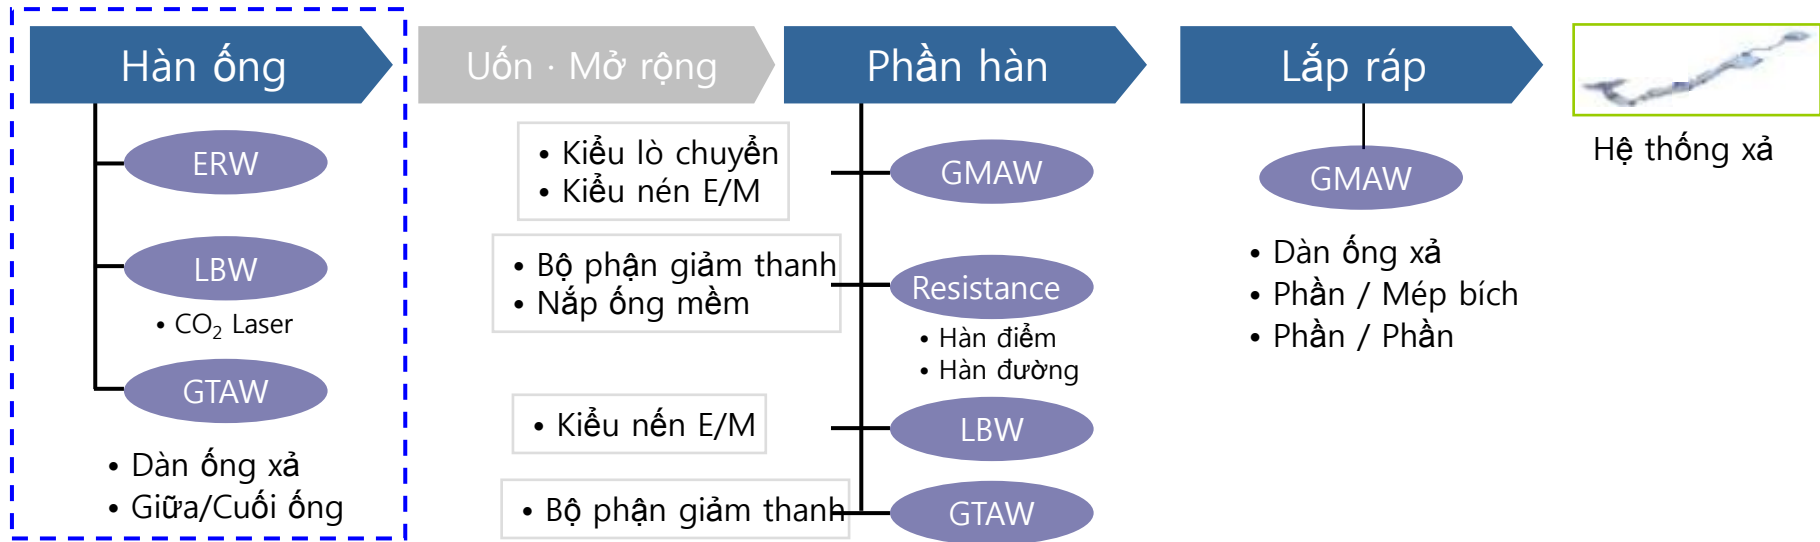 Hàn ống
ERW
LBW
• CO₂ Laser
GTAW
• Dàn ống xả
• Giữa/Cuối ống
Uốn · Mở rộng
Phần hàn
• Kiểu lò chuyển
• Kiểu nén E/M
GMAW
• Bộ phận giảm thanh
• Nắp ống mềm
Resistance
• Hàn điểm
• Hàn đường
• Kiểu nến E/M
LBW
• Bộ phận giảm thanh
GTAW
Lắp ráp
GMAW
• Dàn ống xả
• Phần / Mép bích
• Phần / Phần
Hệ thống xả